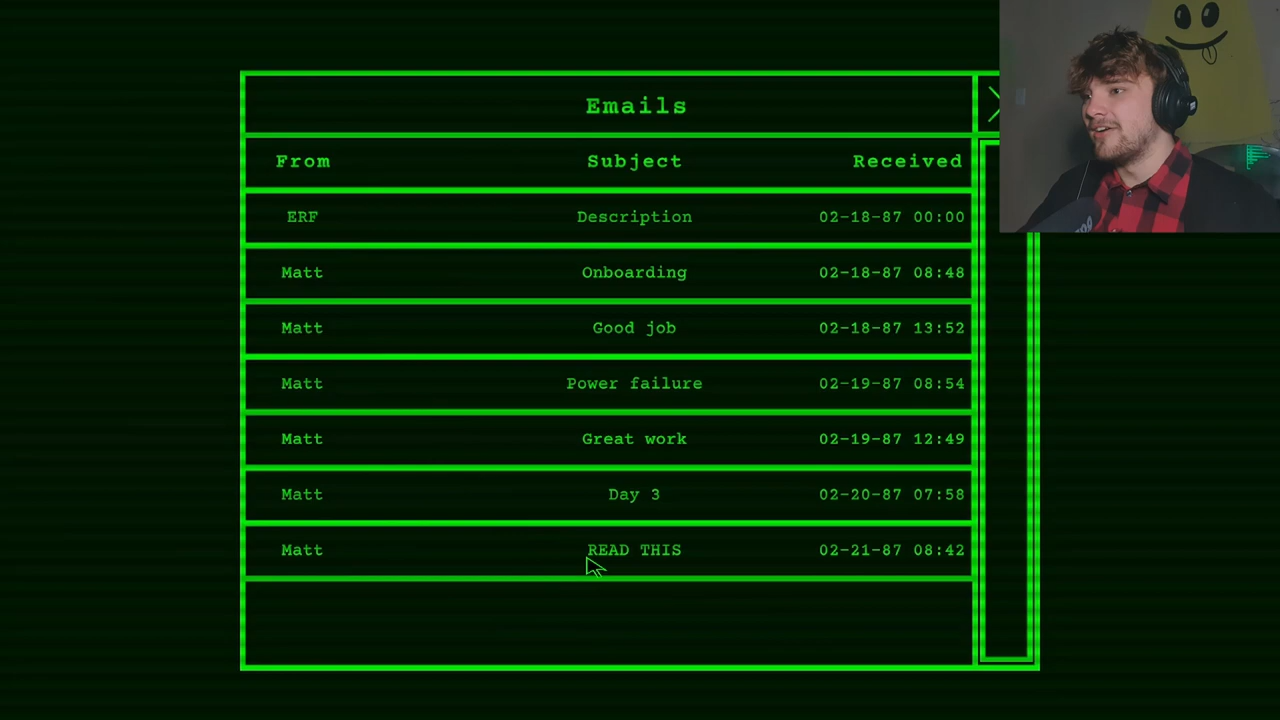 Emails
From Subject Received
ERF Description 02-18-87 00:00
Matt Onboarding 02-18-87 08:48
Matt Good job 02-18-87 13:52
Matt Power failure 02-19-87 08:54
Matt Great work 02-19-87 12:49
Matt Day 3 02-20-87 07:58
Matt READ THIS 02-21-87 08:42